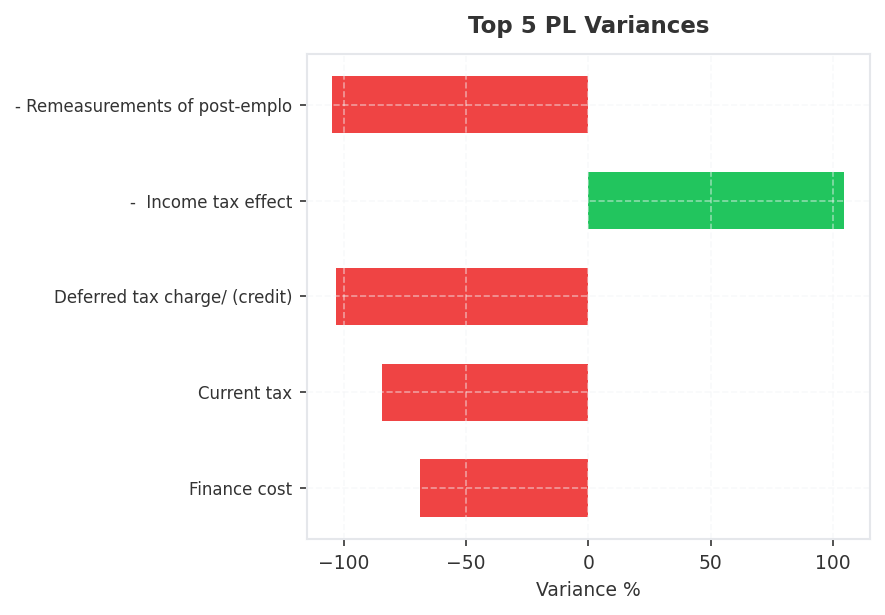 Top 5 PL Variances
- Remeasurements of post-emplo
-  Income tax effect
Deferred tax charge/ (credit)
Current tax
Finance cost
−100 −50 0 50 100
Variance %